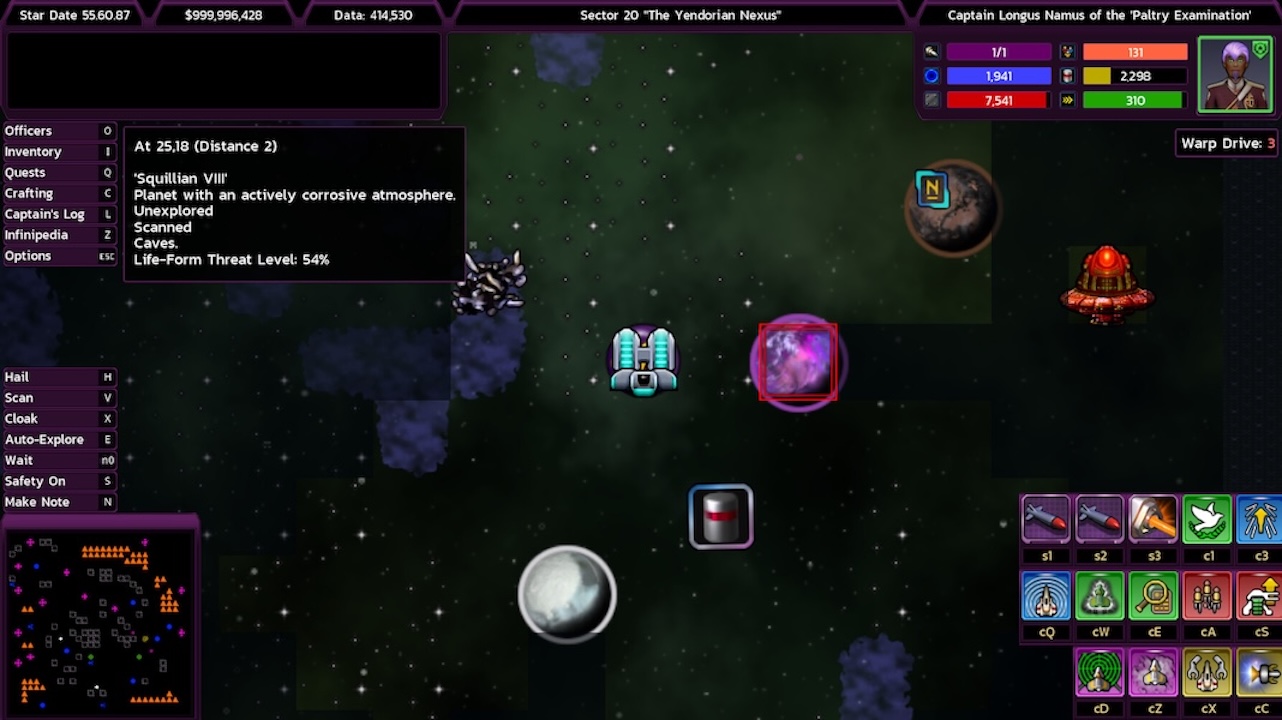 Star Date 55.60.87
$999,996,428
Data: 414,530
Sector 20 "The Yendorian Nexus"
Captain Longus Namus of the 'Paltry Examination'
1/1
131
1,941
2,298
7,541
310
Warp Drive: 3
Officers O
Inventory I
Quests Q
Crafting C
Captain's Log L
Infinipedia Z
Options ESC
At 25,18 (Distance 2)
'Squillian VIII'
Planet with an actively corrosive atmosphere.
Unexplored
Scanned
Caves.
Life-Form Threat Level: 54%
M
N
Hail H
Scan V
Cloak X
Auto-Explore E
Wait n0
Safety On S
Make Note N
s1 s2 s3 c1 c3
cQ cW cE cA cS
cD cZ cX cC